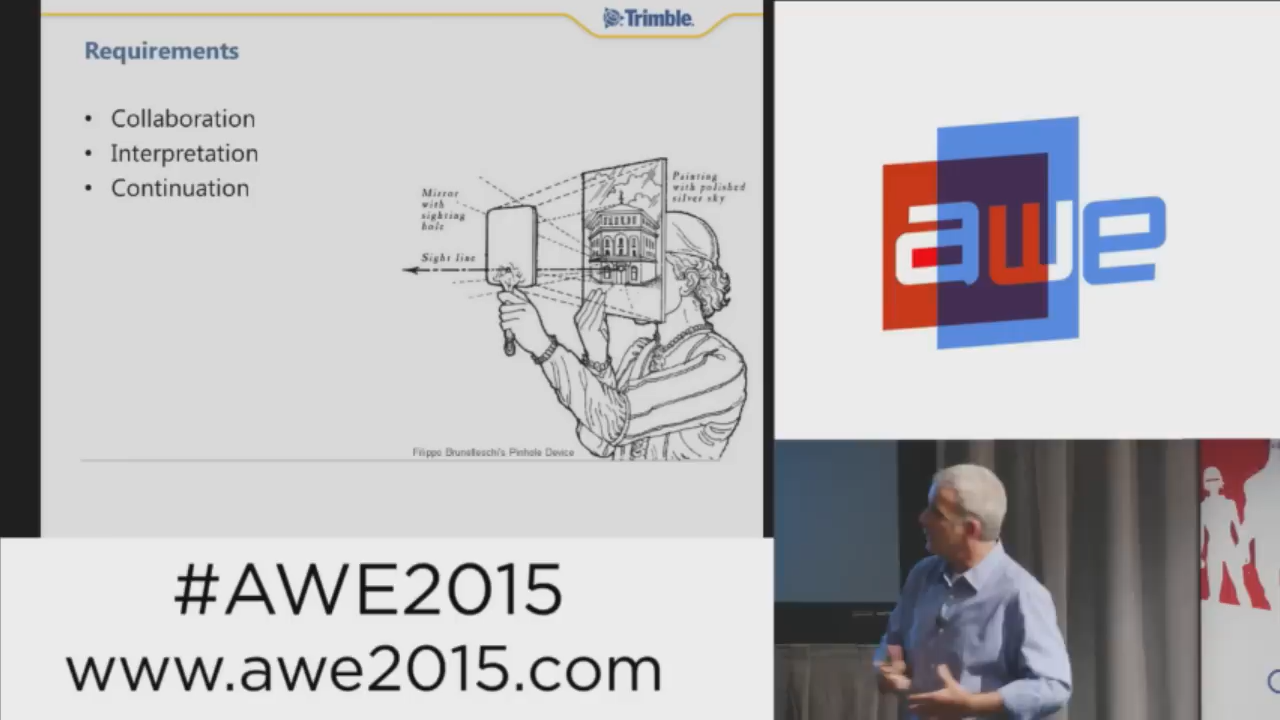 Trimble
Requirements
• Collaboration
• Interpretation
• Continuation
Mirror
with
sighting
hole
Sight line
Painting
with polished
silver sky
Filippo Brunelleschi's Pinhole Device
awe
#AWE2015
www.awe2015.com